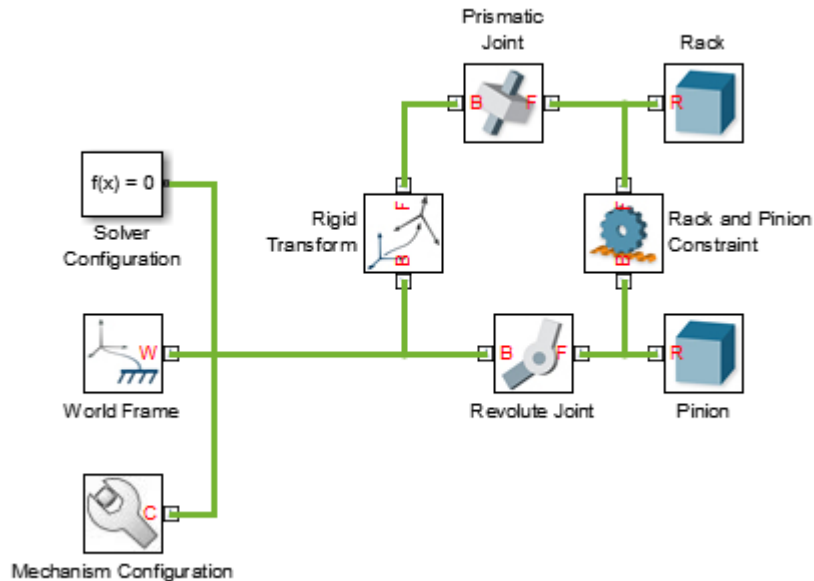 Prismatic
Joint
Rack
B
F
R
f(x) = 0
Solver
Configuration
Rigid
Transform
F
B
F
B
Rack and Pinion
Constraint
W
World Frame
B
F
Revolute Joint
R
Pinion
C
Mechanism Configuration